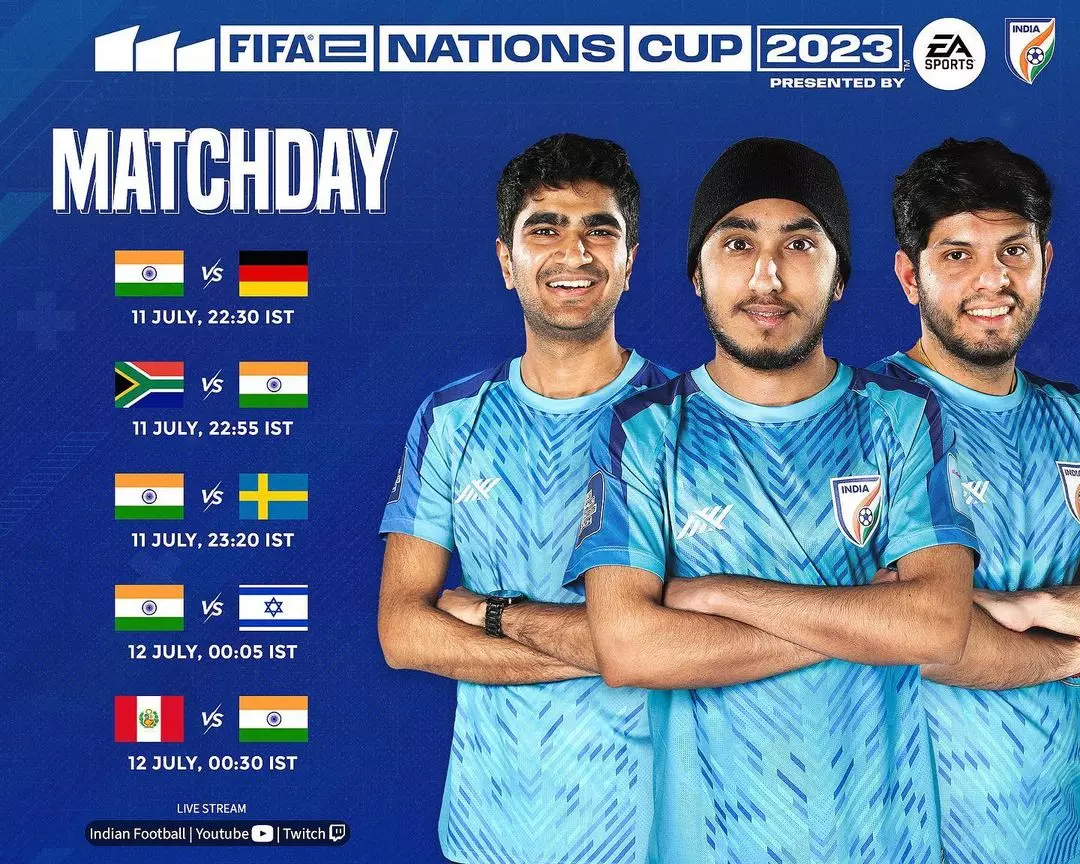 FIFAe NATIONS CUP 2023™
PRESENTED BY
EA SPORTS
INDIA
MATCHDAY
VS
11 JULY, 22:30 IST
VS
11 JULY, 22:55 IST
VS
11 JULY, 23:20 IST
VS
12 JULY, 00:05 IST
VS
12 JULY, 00:30 IST
LIVE STREAM
Indian Football | Youtube | Twitch
INDIA